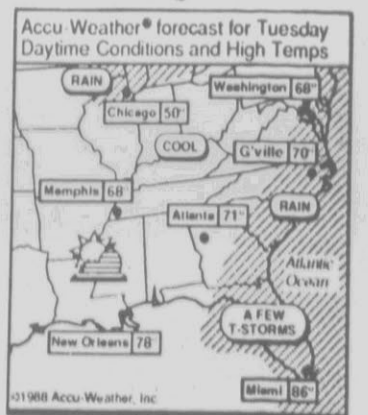 Accu-Weather® forecast for Tuesday
Daytime Conditions and High Temps
RAIN
Washington 68°
Chicago 50°
COOL
G'ville 70°
Memphis 68°
RAIN
Atlanta 71°
Atlantic
Ocean
A FEW
T-STORMS
New Orleans 78
©1988 Accu-Weather, Inc.
Miami 86°